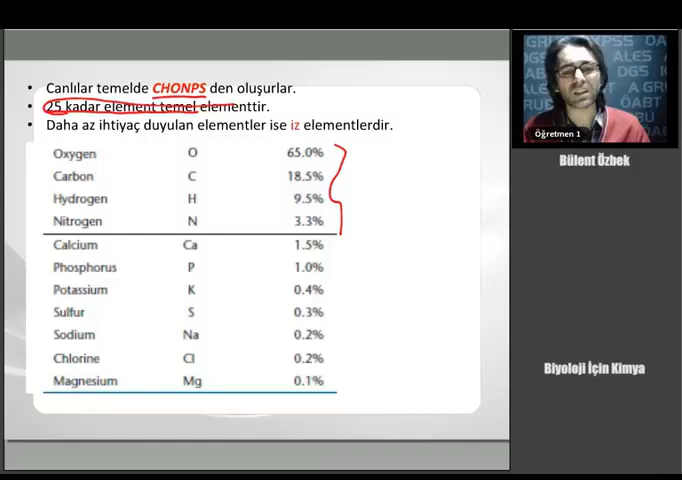 • Canlılar temelde CHONPS den oluşurlar.
• 25 kadar element temel elementtir.
• Daha az ihtiyaç duyulan elementler ise iz elementlerdir.
Oxygen O 65.0%
Carbon C 18.5%
Hydrogen H 9.5%
Nitrogen N 3.3%
Calcium Ca 1.5%
Phosphorus P 1.0%
Potassium K 0.4%
Sulfur S 0.3%
Sodium Na 0.2%
Chlorine Cl 0.2%
Magnesium Mg 0.1%
ALES
DGS
ÖABT
Öğretmen 1
Bülent Özbek
Biyoloji İçin Kimya